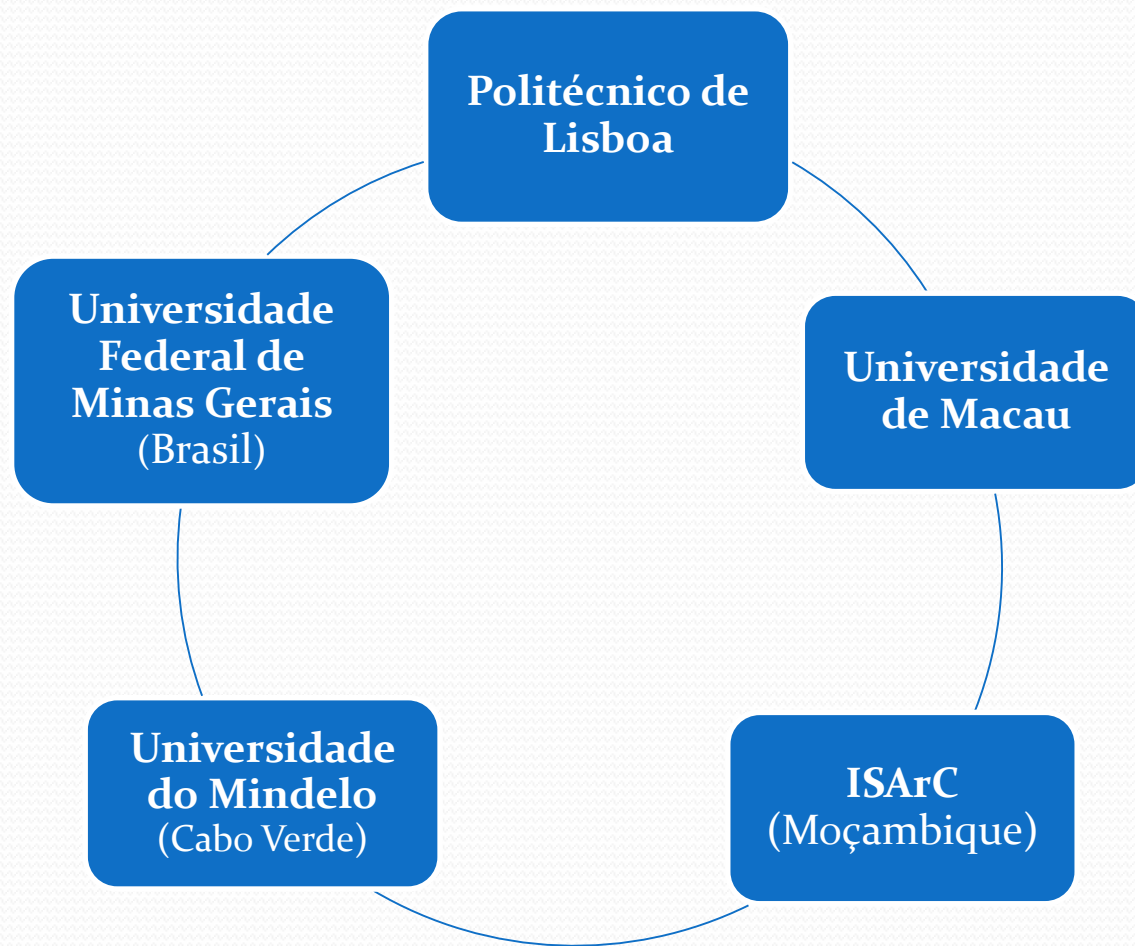 Politécnico de
Lisboa
Universidade
Federal de
Minas Gerais
(Brasil)
Universidade
de Macau
Universidade
do Mindelo
(Cabo Verde)
ISArC
(Moçambique)